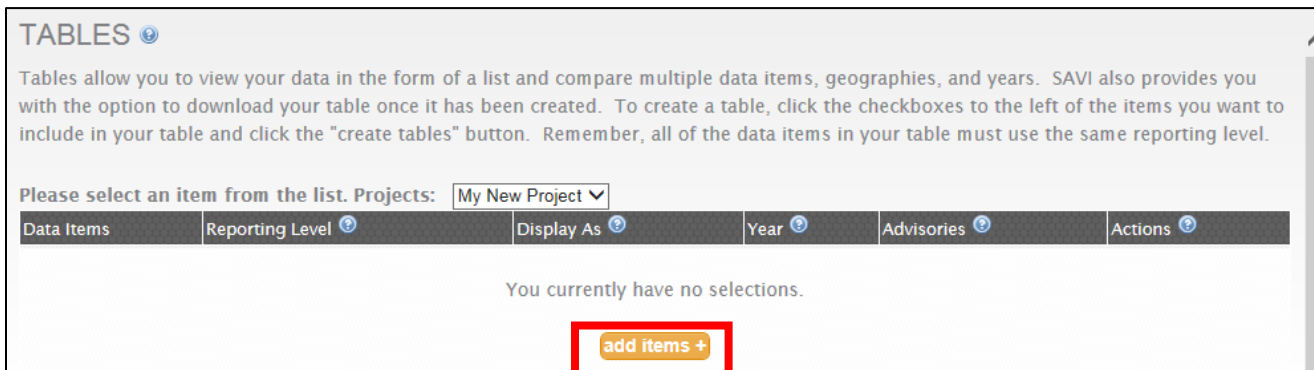 TABLES
Tables allow you to view your data in the form of a list and compare multiple data items, geographies, and years. SAVI also provides you
with the option to download your table once it has been created. To create a table, click the checkboxes to the left of the items you want to
include in your table and click the "create tables" button. Remember, all of the data items in your table must use the same reporting level.
Please select an item from the list. Projects: My New Project
Data Items Reporting Level Display As Year Advisories Actions
You currently have no selections.
add items +